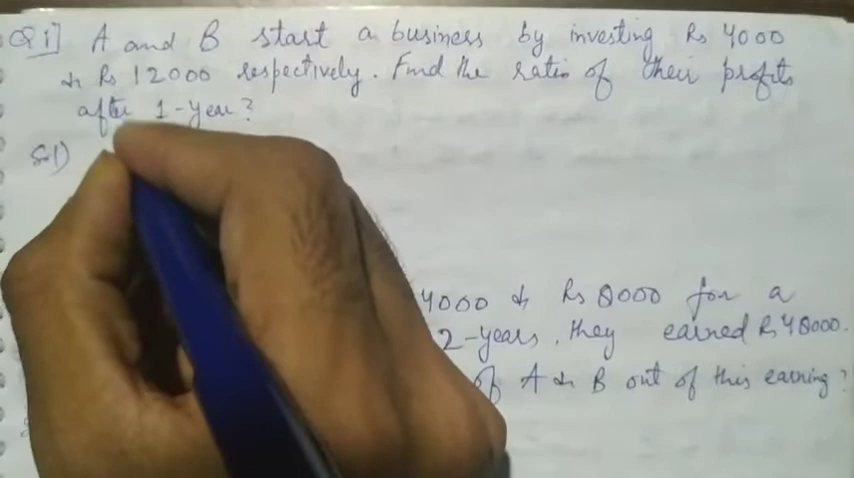 Q1] A and B start a business by investing Rs 4000
& Rs 12000 respectively. Find the ratio of their profits
after 1-year?
Sol)
4000 & Rs 8000 for a
2-years, they earned Rs 48000.
of A & B out of this earning?